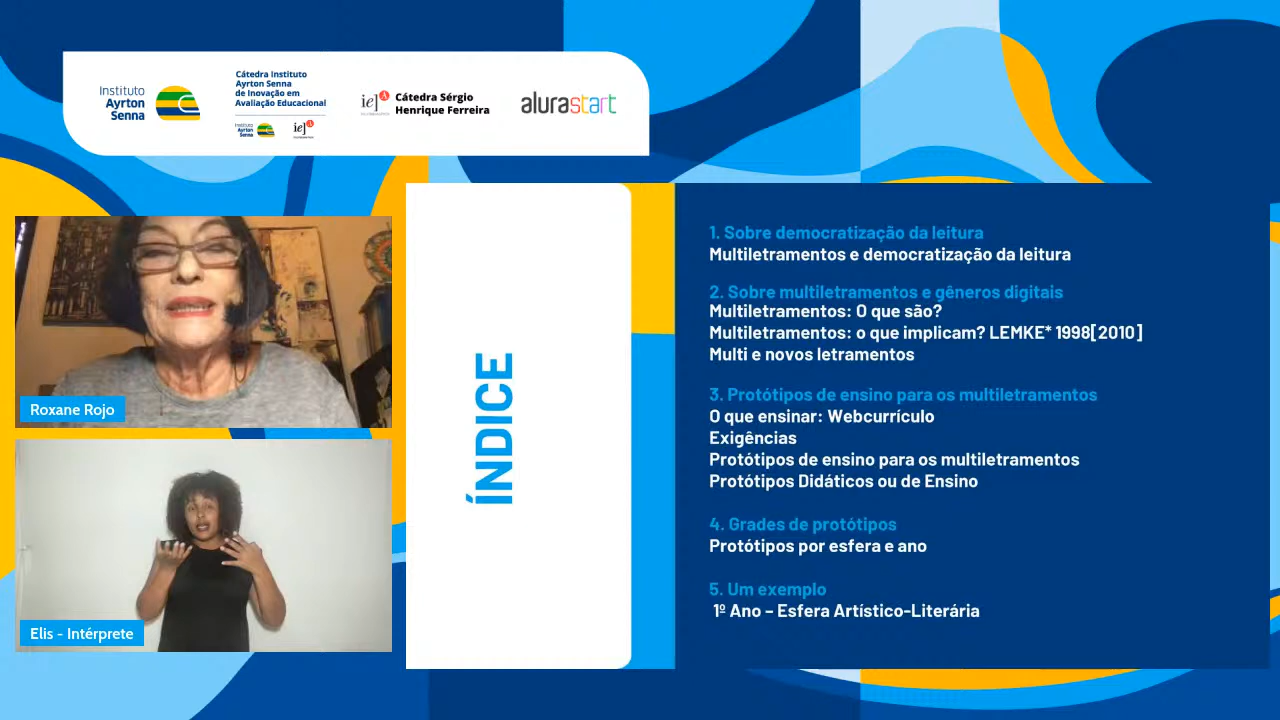 Instituto
Ayrton
Senna
Cátedra Instituto
Ayrton Senna
de Inovação em
Avaliação Educacional
Instituto
Ayrton
Senna
Cátedra Sérgio
Henrique Ferreira
alurastart
ÍNDICE
1. Sobre democratização da leitura
Multiletramentos e democratização da leitura
2. Sobre multiletramentos e gêneros digitais
Multiletramentos: O que são?
Multiletramentos: o que implicam? LEMKE* 1998[2010]
Multi e novos letramentos
3. Protótipos de ensino para os multiletramentos
O que ensinar: Webcurrículo
Exigências
Protótipos de ensino para os multiletramentos
Protótipos Didáticos ou de Ensino
4. Grades de protótipos
Protótipos por esfera e ano
5. Um exemplo
1º Ano – Esfera Artístico-Literária
Roxane Rojo
Elis - Intérprete